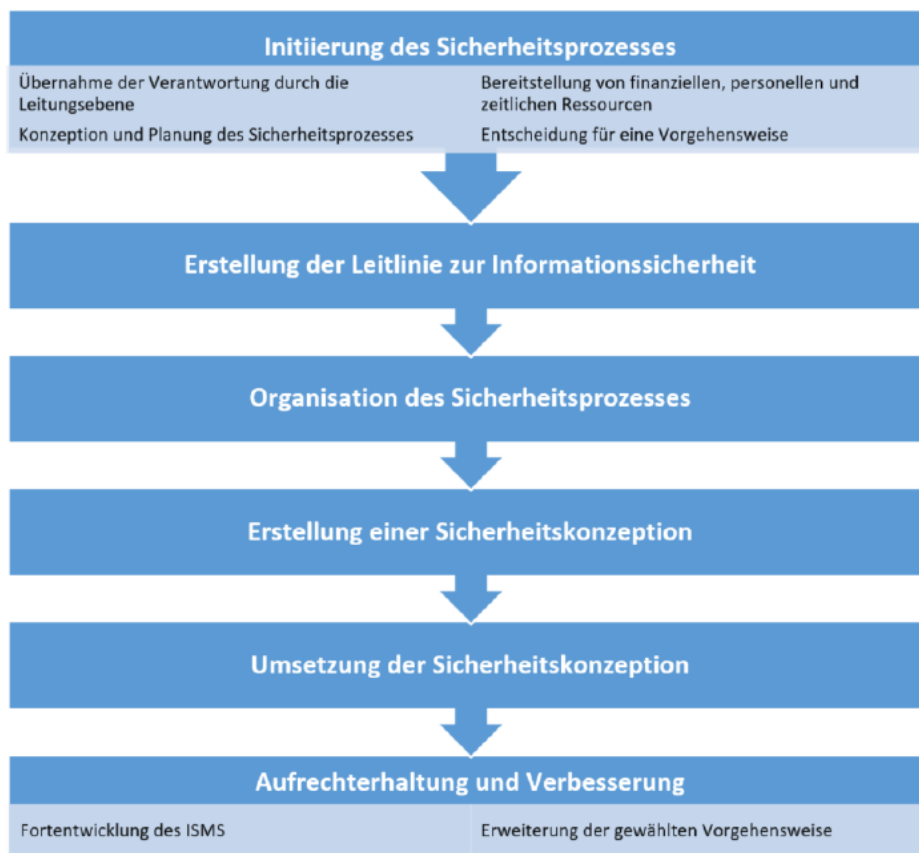 Initiierung des Sicherheitsprozesses
Übernahme der Verantwortung durch die
Leitungsebene
Konzeption und Planung des Sicherheitsprozesses
Bereitstellung von finanziellen, personellen und
zeitlichen Ressourcen
Entscheidung für eine Vorgehensweise
Erstellung der Leitlinie zur Informationssicherheit
Organisation des Sicherheitsprozesses
Erstellung einer Sicherheitskonzeption
Umsetzung der Sicherheitskonzeption
Aufrechterhaltung und Verbesserung
Fortentwicklung des ISMS
Erweiterung der gewählten Vorgehensweise